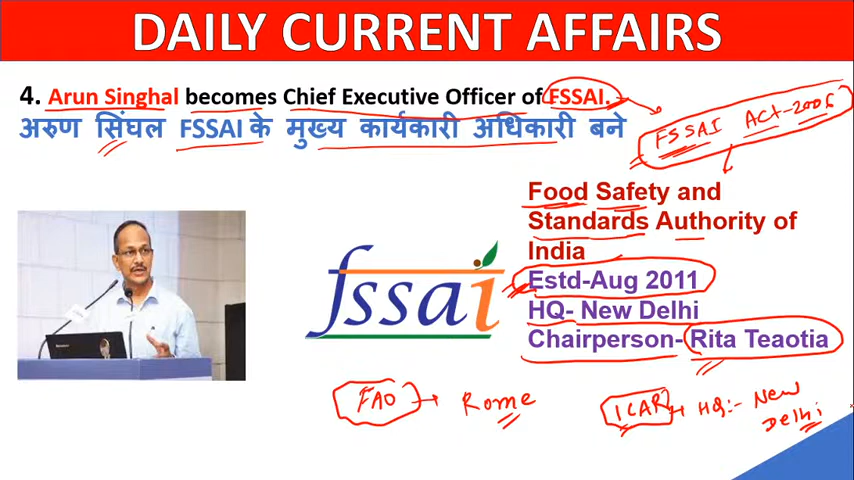 DAILY CURRENT AFFAIRS
4. Arun Singhal becomes Chief Executive Officer of FSSAI.
अरुण सिंघल FSSAI के मुख्य कार्यकारी अधिकारी बने
FSSAI ACT-2006
Food Safety and
Standards Authority of
India
Estd-Aug 2011
HQ- New Delhi
Chairperson- Rita Teaotia
fssai
FAO → Rome
ICAR → HQ:- New
Delhi